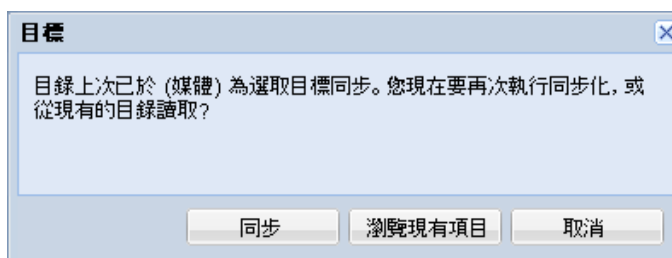 目標
目錄上次已於 (媒體) 為選取目標同步。您現在要再次執行同步化, 或
從現有的目錄讀取?
同步
瀏覽現有項目
取消